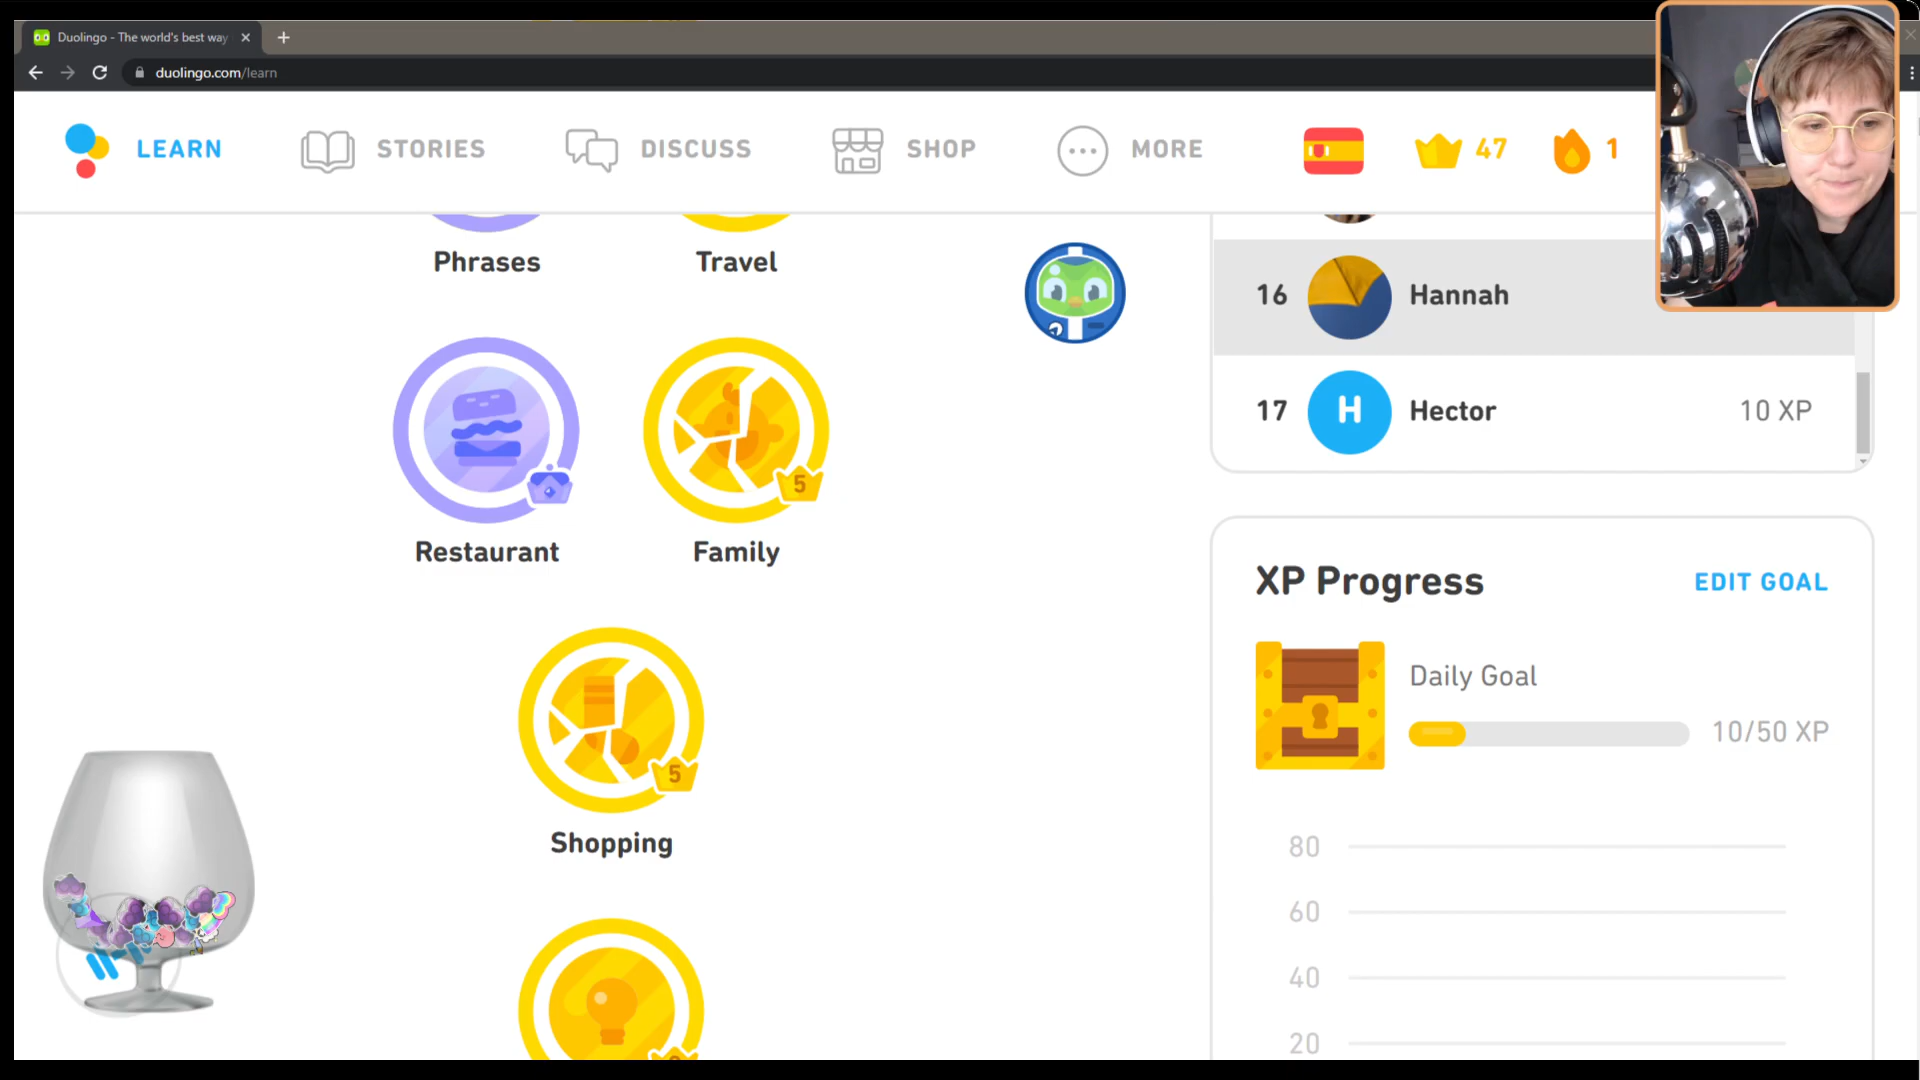 Duolingo - The world's best way
duolingo.com/learn
LEARN
STORIES
DISCUSS
SHOP
MORE
47
1
Phrases
Travel
16
Hannah
17
H
Hector
10 XP
5
Restaurant
Family
XP Progress
EDIT GOAL
Daily Goal
10/50 XP
5
Shopping
80
60
40
20